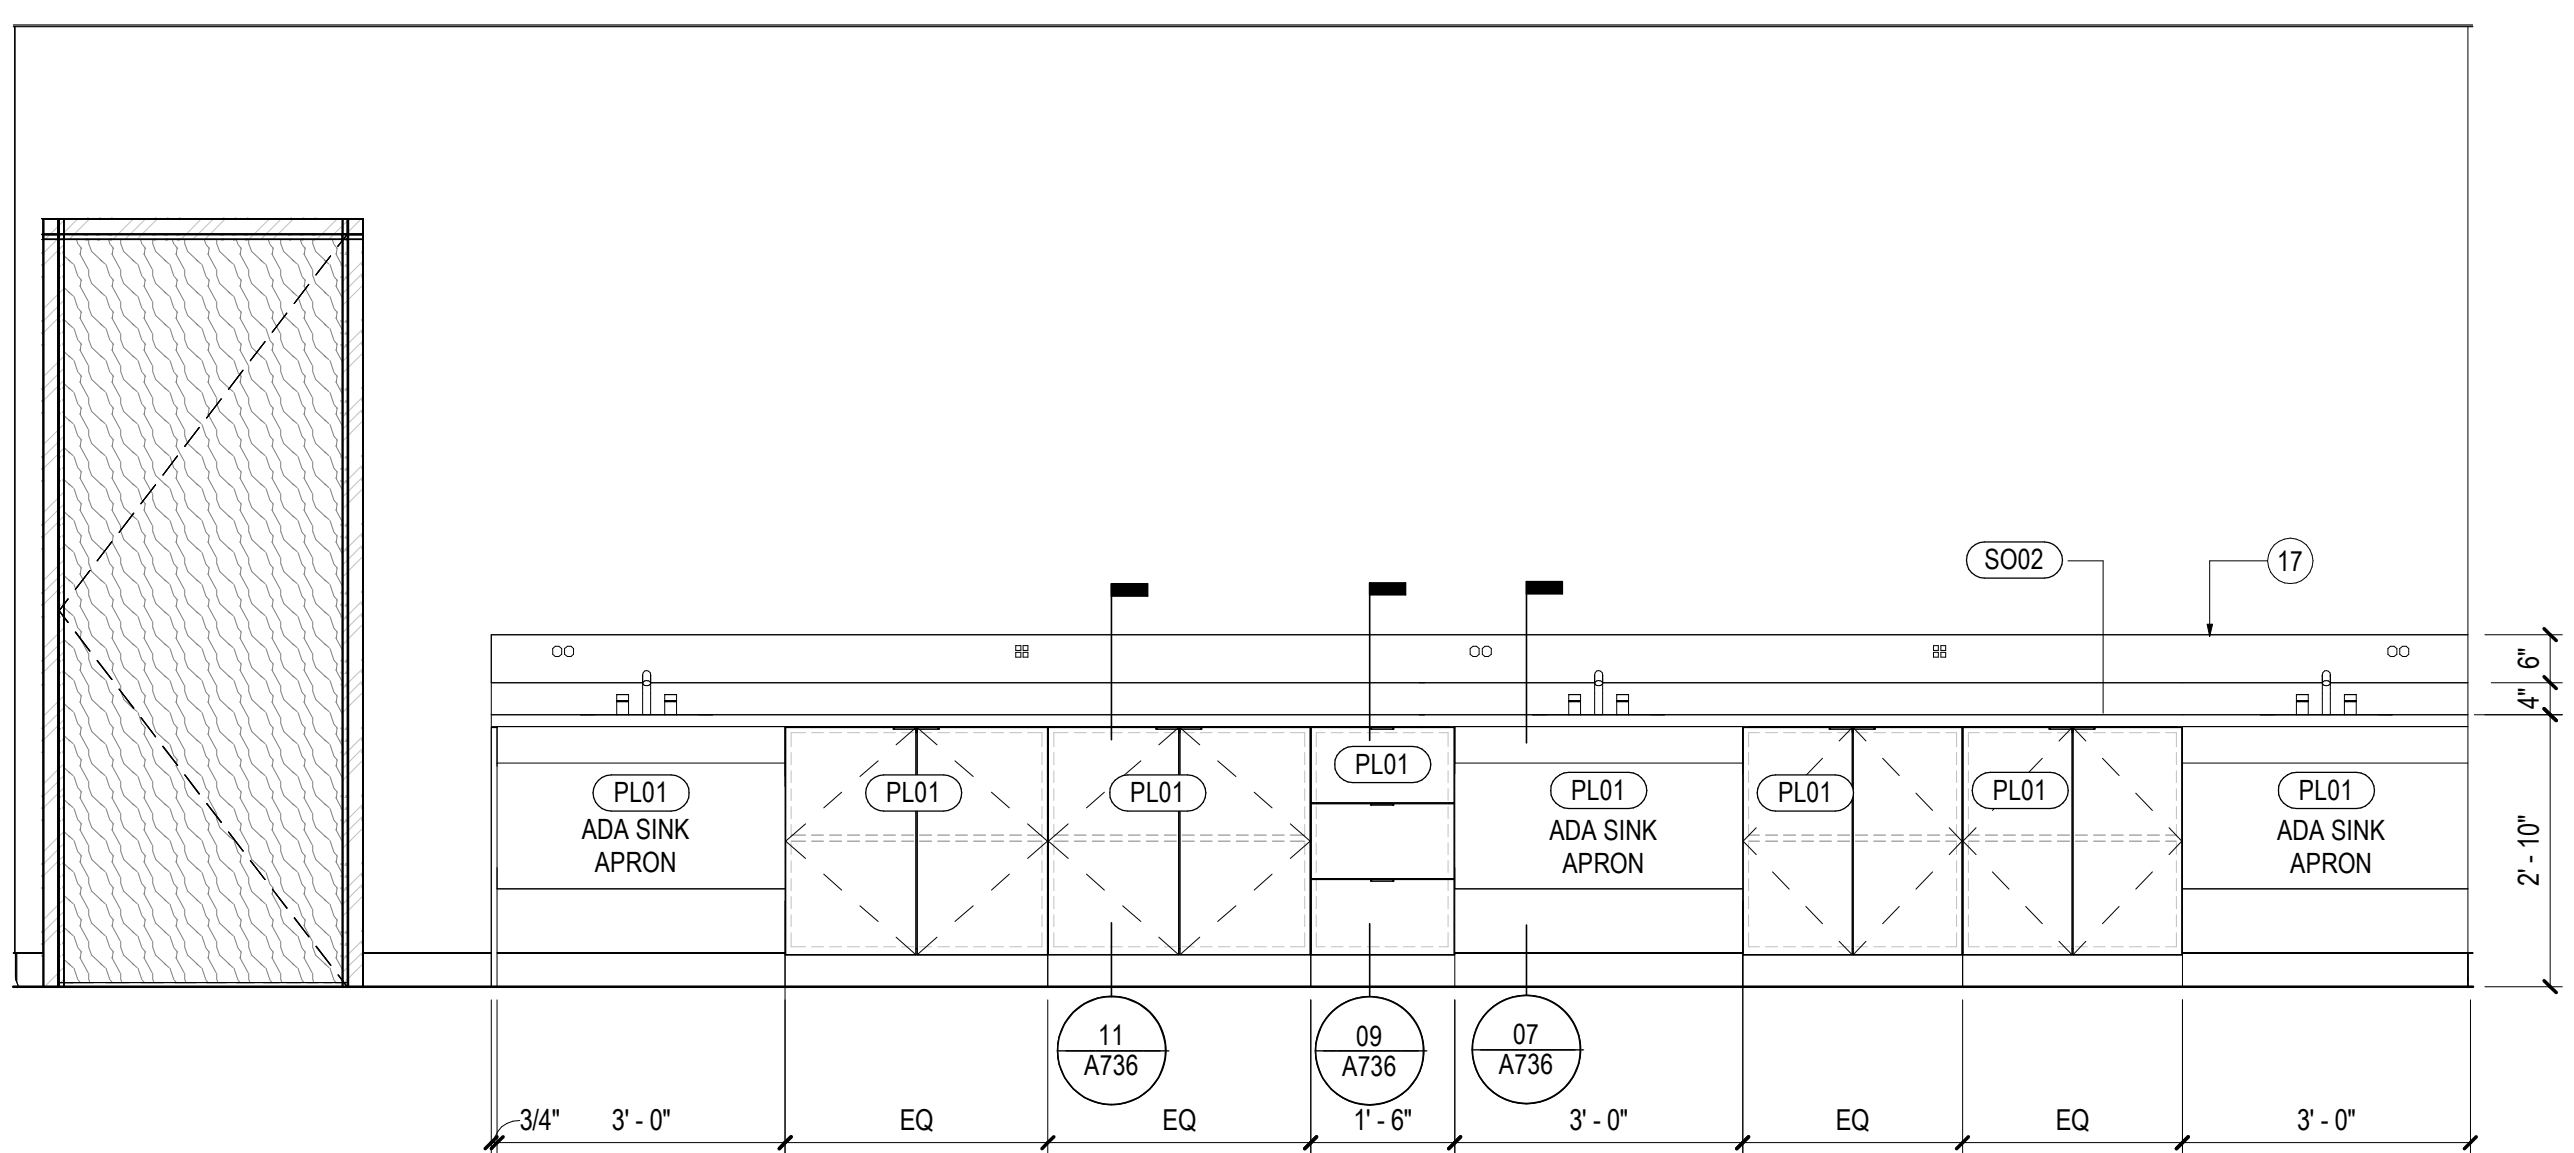 SO02
17
6"
4"
2' - 10"
PL01
ADA SINK
APRON
PL01
PL01
PL01
PL01
ADA SINK
APRON
PL01
PL01
PL01
ADA SINK
APRON
11
A736
09
A736
07
A736
3/4"
3' - 0"
EQ
EQ
1' - 6"
3' - 0"
EQ
EQ
3' - 0"